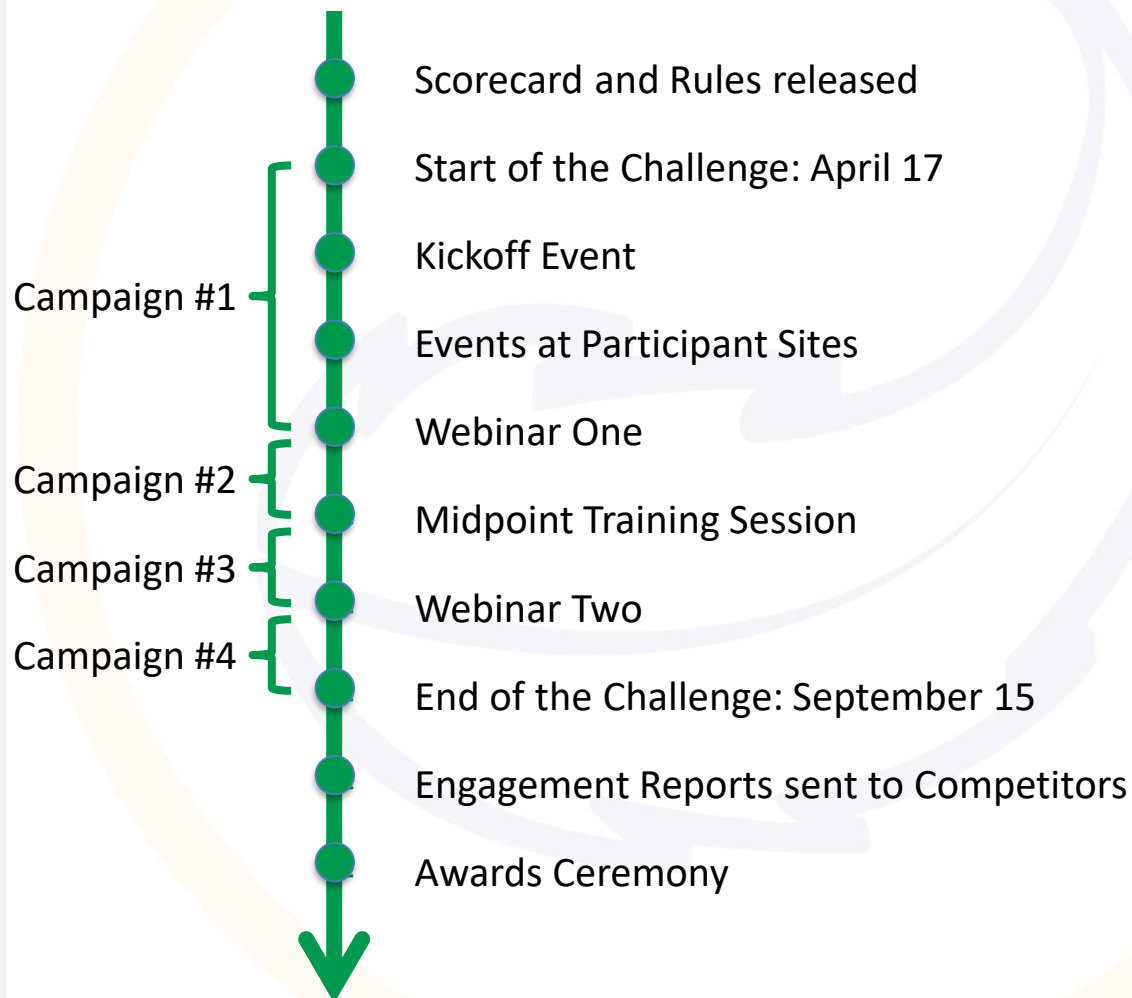 Scorecard and Rules released
Start of the Challenge: April 17
Kickoff Event
Campaign #1
Events at Participant Sites
Webinar One
Campaign #2
Midpoint Training Session
Campaign #3
Webinar Two
Campaign #4
End of the Challenge: September 15
Engagement Reports sent to Competitors
Awards Ceremony